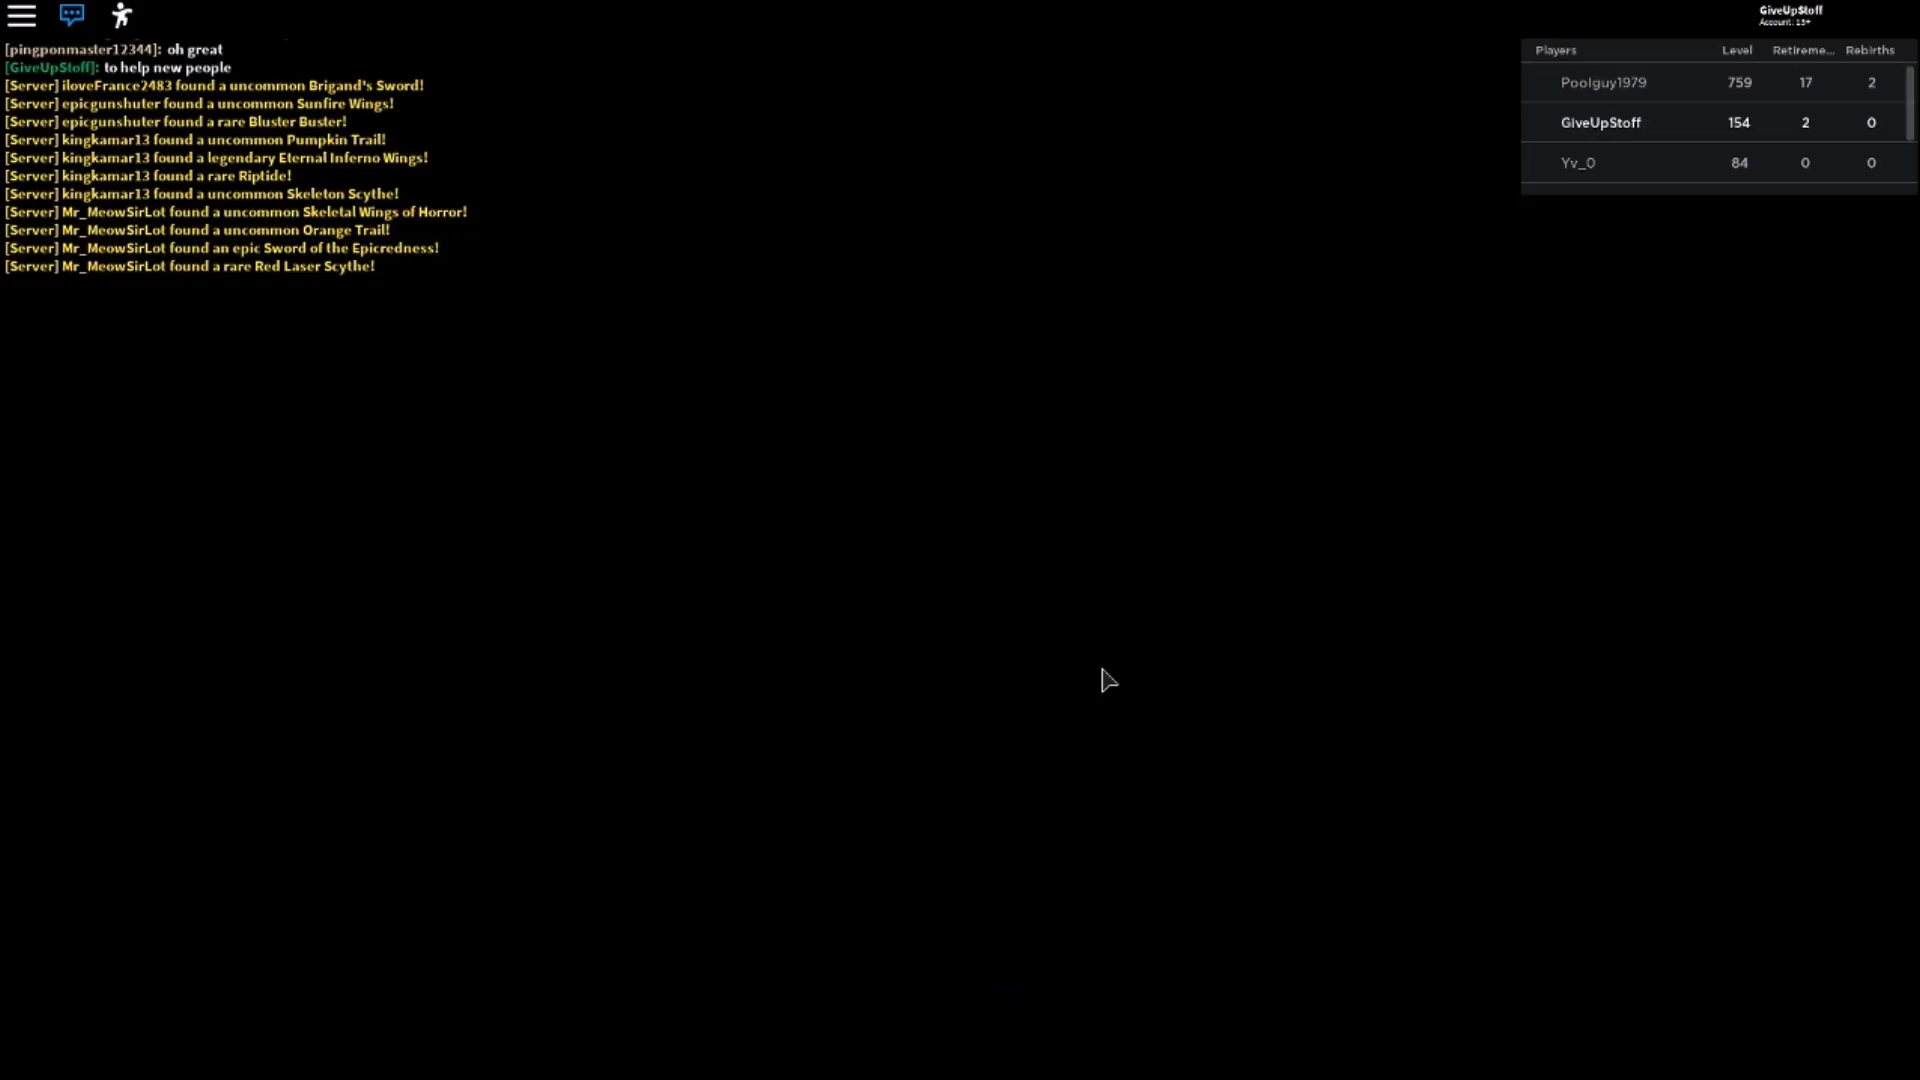 GiveUpStoff
Account: 13+
[pingponmaster12344]: oh great
[GiveUpStoff]: to help new people
[Server] iloveFrance2483 found a uncommon Brigand's Sword!
[Server] epicgunshuter found a uncommon Sunfire Wings!
[Server] epicgunshuter found a rare Bluster Buster!
[Server] kingkamar13 found a uncommon Pumpkin Trail!
[Server] kingkamar13 found a legendary Eternal Inferno Wings!
[Server] kingkamar13 found a rare Riptide!
[Server] kingkamar13 found a uncommon Skeleton Scythe!
[Server] Mr_MeowSirLot found a uncommon Skeletal Wings of Horror!
[Server] Mr_MeowSirLot found a uncommon Orange Trail!
[Server] Mr_MeowSirLot found an epic Sword of the Epicredness!
[Server] Mr_MeowSirLot found a rare Red Laser Scythe!
Players Level Retireme... Rebirths
Poolguy1979 759 17 2
GiveUpStoff 154 2 0
Yv_0 84 0 0